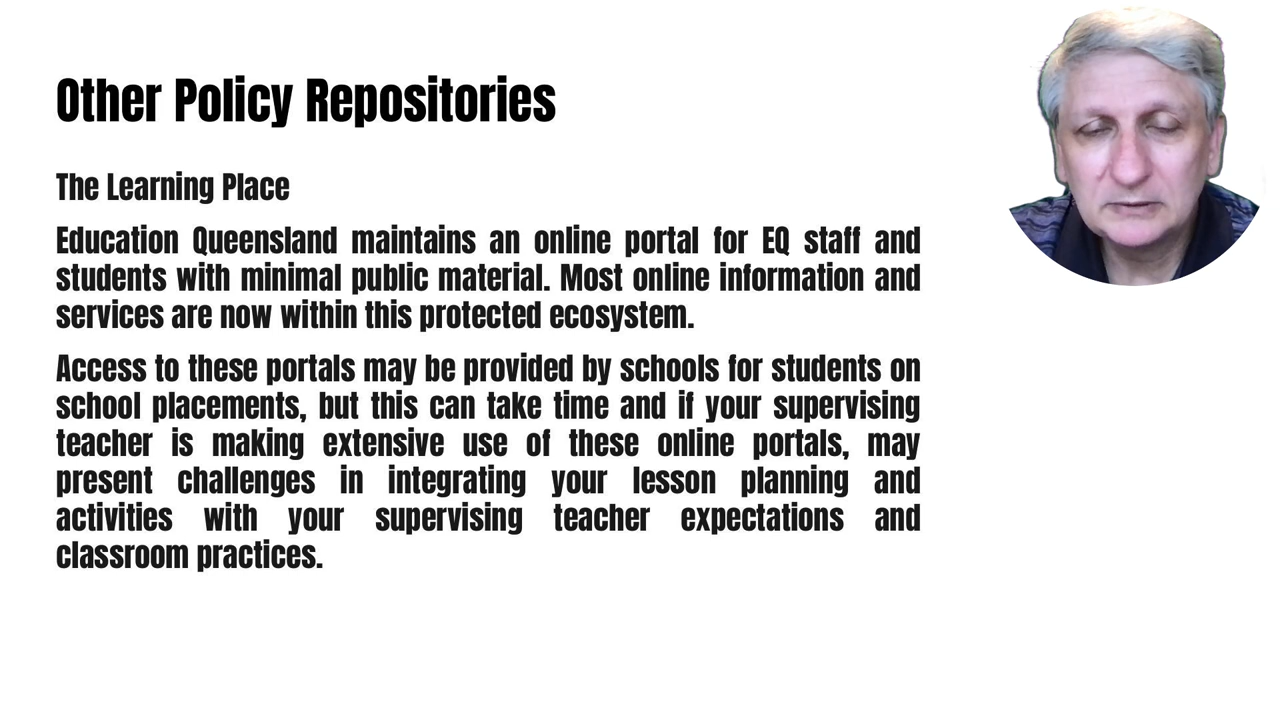 Other Policy Repositories
The Learning Place
Education Queensland maintains an online portal for EQ staff and
students with minimal public material. Most online information and
services are now within this protected ecosystem.
Access to these portals may be provided by schools for students on
school placements, but this can take time and if your supervising
teacher is making extensive use of these online portals, may
present challenges in integrating your lesson planning and
activities with your supervising teacher expectations and
classroom practices.